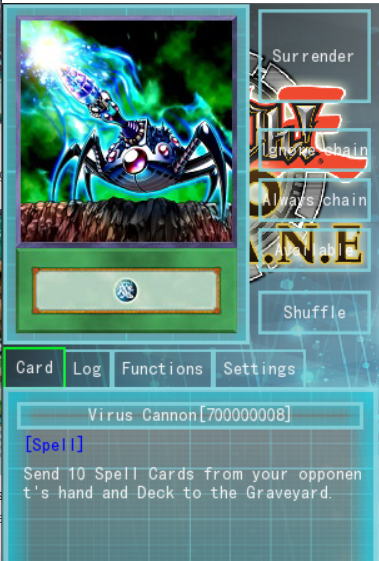 Surrender
Ignore chain
Always chain
Available
A.N.E
Shuffle
Card Log Functions Settings
Virus Cannon[700000008]
[Spell]
Send 10 Spell Cards from your opponen
t's hand and Deck to the Graveyard.